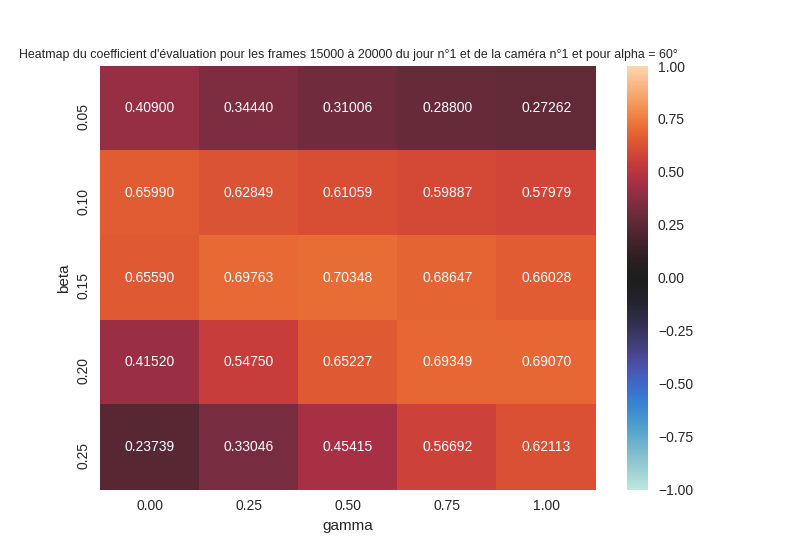 Heatmap du coefficient d'évaluation pour les frames 15000 à 20000 du jour n°1 et de la caméra n°1 et pour alpha = 60°
0.05 0.40900 0.34440 0.31006 0.28800 0.27262
0.10 0.65990 0.62849 0.61059 0.59887 0.57979
beta
0.15 0.65590 0.69763 0.70348 0.68647 0.66028
0.20 0.41520 0.54750 0.65227 0.69349 0.69070
0.25 0.23739 0.33046 0.45415 0.56692 0.62113
0.00 0.25 0.50 0.75 1.00
gamma
1.00
0.75
0.50
0.25
0.00
−0.25
−0.50
−0.75
−1.00